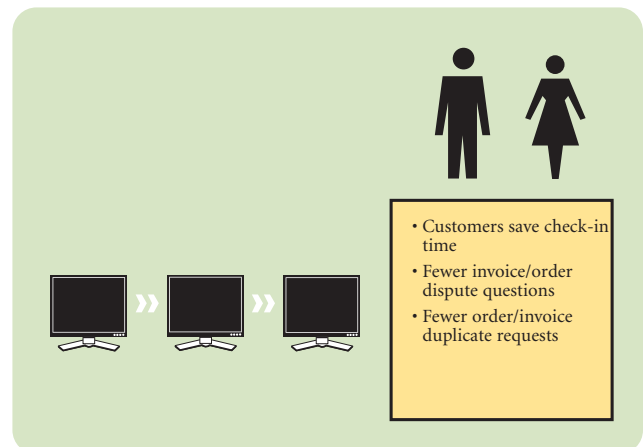 • Customers save check-in
time
• Fewer invoice/order
dispute questions
• Fewer order/invoice
duplicate requests